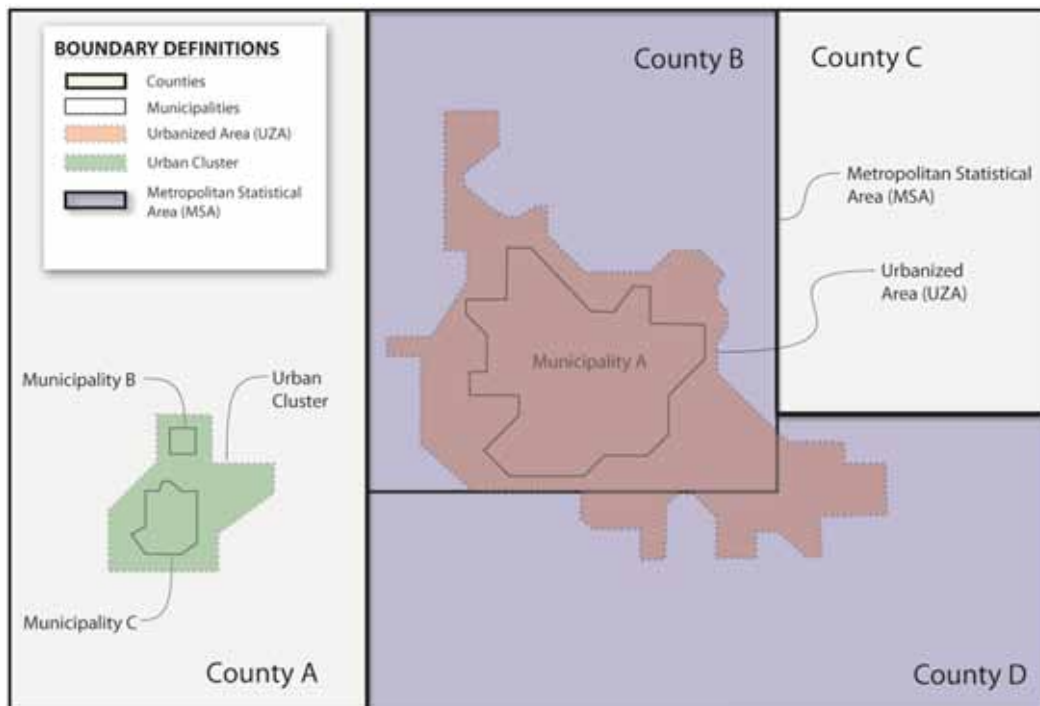 BOUNDARY DEFINITIONS
Counties
Municipalities
Urbanized Area (UZA)
Urban Cluster
Metropolitan Statistical
Area (MSA)
County B
County C
Metropolitan Statistical
Area (MSA)
Urbanized
Area (UZA)
Municipality A
Municipality B
Urban
Cluster
Municipality C
County A
County D